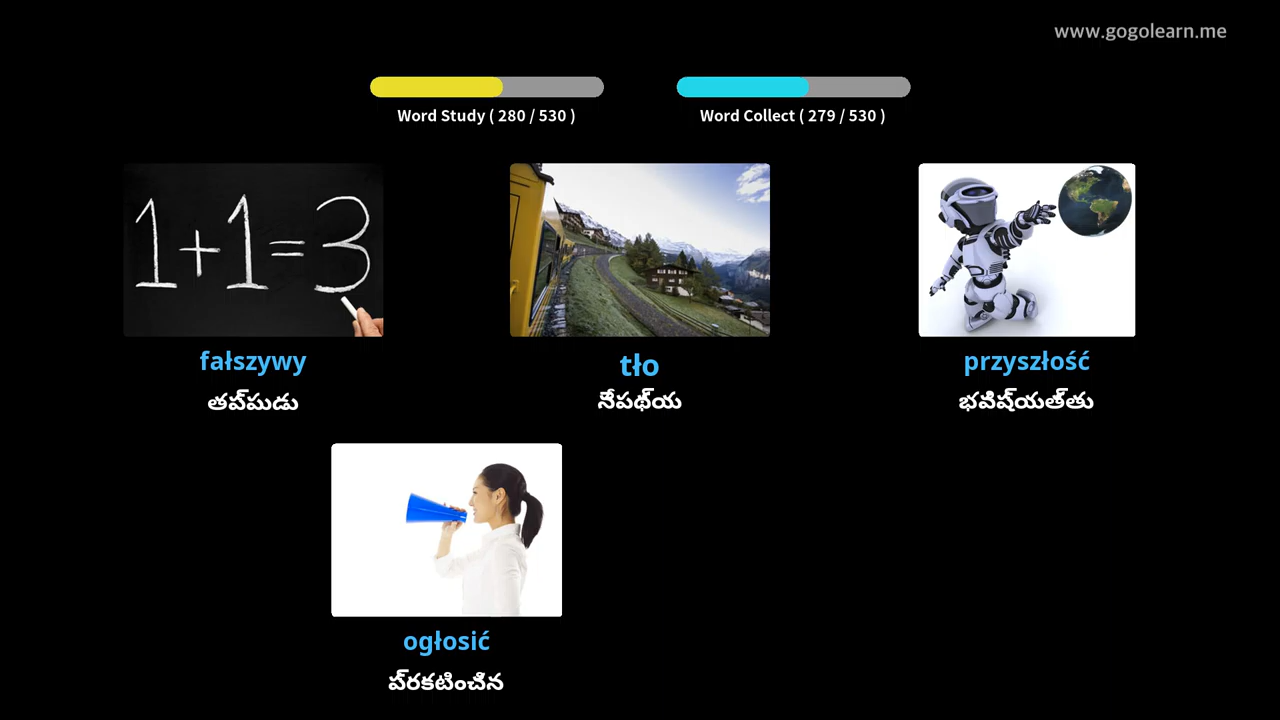 www.gogolearn.me
Word Study ( 280 / 530 )
Word Collect ( 279 / 530 )
1+1=3
fałszywy
తప్పుడు
tło
నేపథ్య
przyszłość
భవిష్యత్తు
ogłosić
ప్రకటించిన